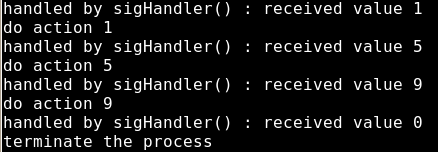 handled by sigHandler() : received value 1
do action 1
handled by sigHandler() : received value 5
do action 5
handled by sigHandler() : received value 9
do action 9
handled by sigHandler() : received value 0
terminate the process